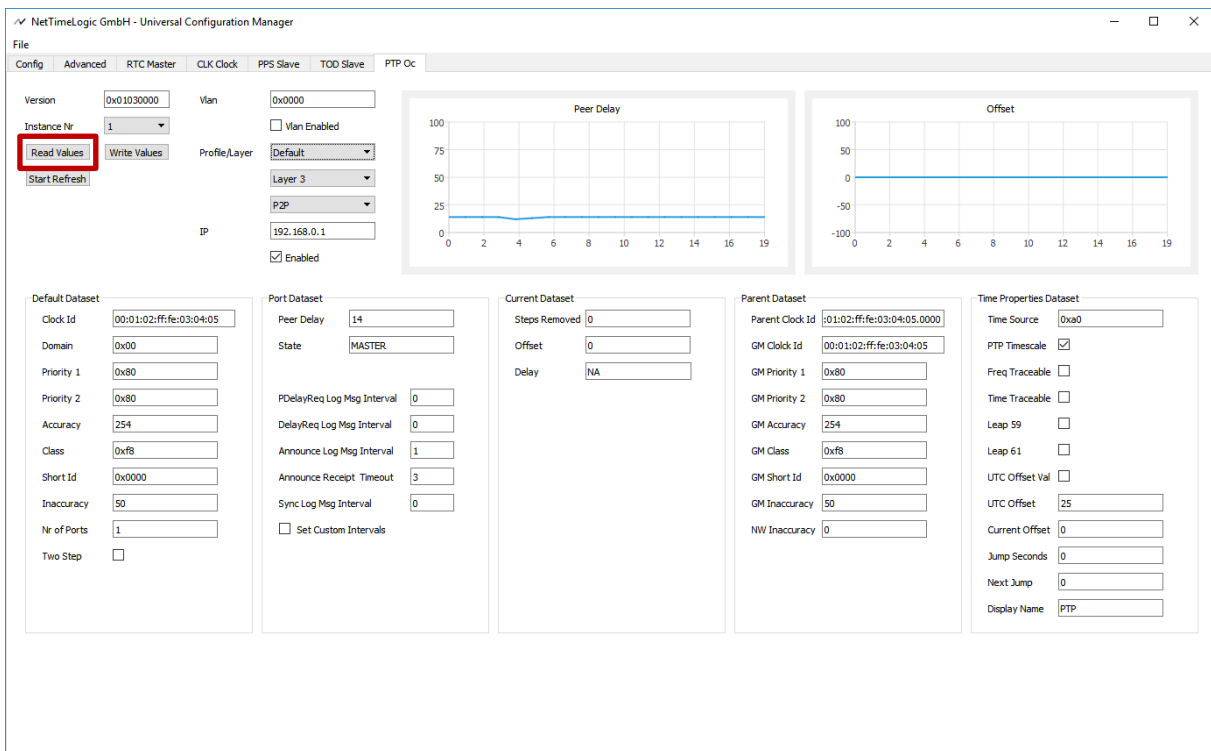 NetTimeLogic GmbH - Universal Configuration Manager
File
Config Advanced RTC Master CLK Clock PPS Slave TOD Slave PTP Oc
Version 0x01030000 Vlan 0x0000
Instance Nr 1 Vlan Enabled
Read Values Write Values Profile/Layer Default
Start Refresh Layer 3
P2P
IP 192.168.0.1
Enabled
Peer Delay
100
75
50
25
0
0 2 4 6 8 10 12 14 16 19
Offset
100
50
0
-50
-100
0 2 4 6 8 10 12 14 16 19
Default Dataset
Clock Id 00:01:02:ff:fe:03:04:05
Domain 0x00
Priority 1 0x80
Priority 2 0x80
Accuracy 254
Class 0xf8
Short Id 0x0000
Inaccuracy 50
Nr of Ports 1
Two Step
Port Dataset
Peer Delay 14
State MASTER
PDelayReq Log Msg Interval 0
DelayReq Log Msg Interval 0
Announce Log Msg Interval 1
Announce Receipt Timeout 3
Sync Log Msg Interval 0
Set Custom Intervals
Current Dataset
Steps Removed 0
Offset 0
Delay NA
Parent Dataset
Parent Clock Id :01:02:ff:fe:03:04:05.0000
GM Clolck Id 00:01:02:ff:fe:03:04:05
GM Priority 1 0x80
GM Priority 2 0x80
GM Accuracy 254
GM Class 0xf8
GM Short Id 0x0000
GM Inaccuracy 50
NW Inaccuracy 0
Time Properties Dataset
Time Source 0xa0
PTP Timescale
Freq Traceable
Time Traceable
Leap 59
Leap 61
UTC Offset Val
UTC Offset 25
Current Offset 0
Jump Seconds 0
Next Jump 0
Display Name PTP